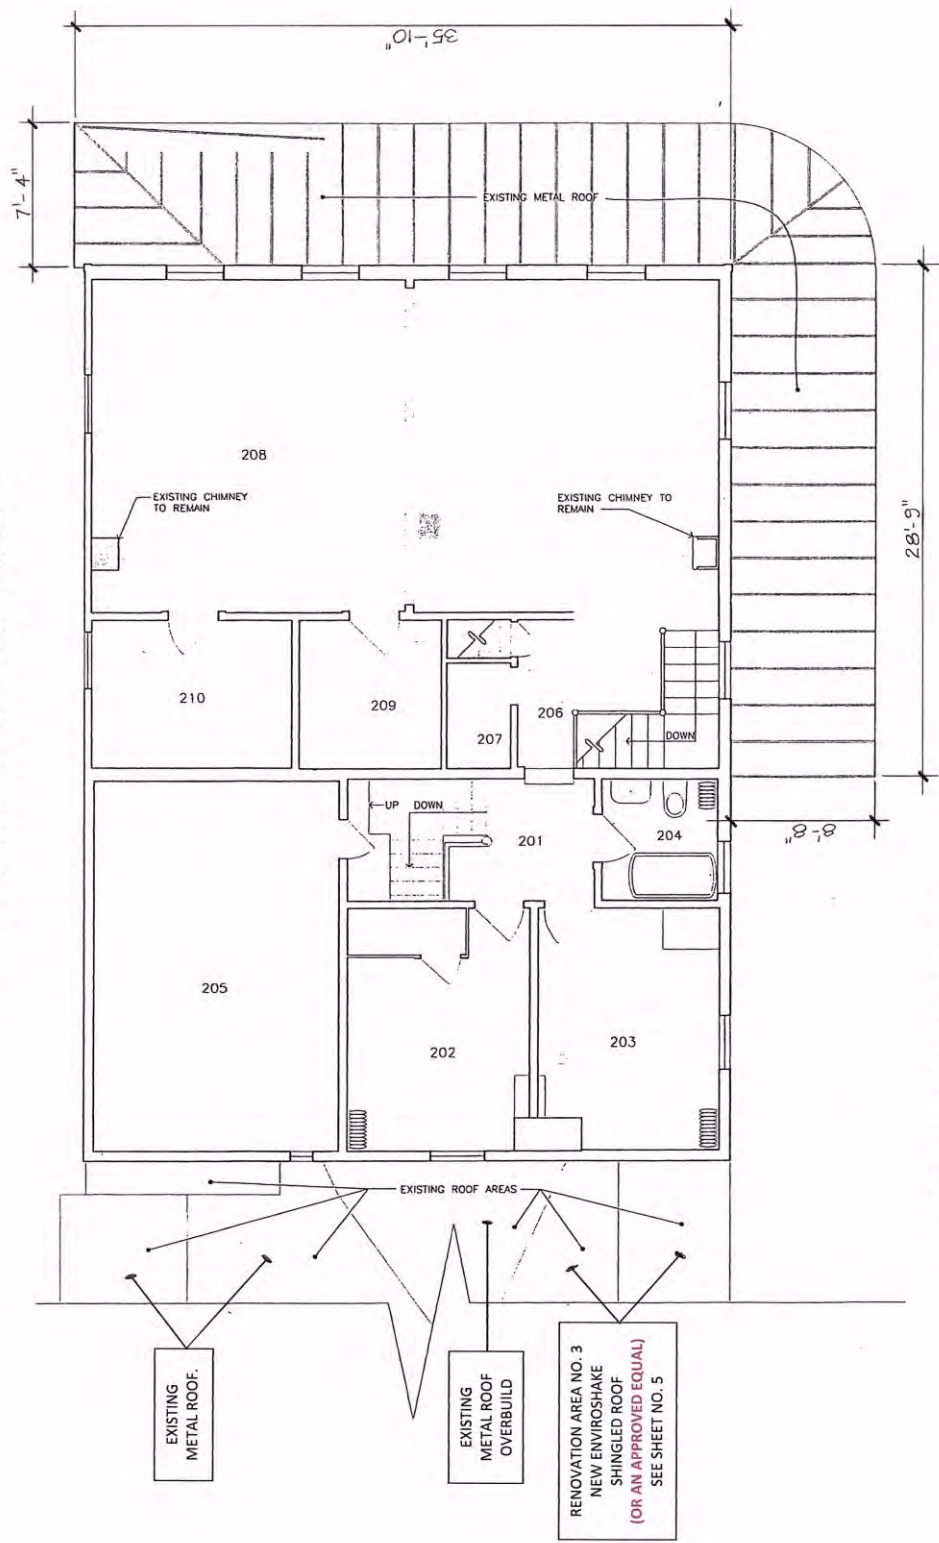 35'-10"
7'-4"
EXISTING METAL ROOF
208
EXISTING CHIMNEY
TO REMAIN
EXISTING CHIMNEY TO
REMAIN
28'-9"
210
209
207
206
DOWN
UP
DOWN
201
204
8'-8"
205
202
203
EXISTING ROOF AREAS
EXISTING
METAL ROOF.
EXISTING
METAL ROOF
OVERBUILD
RENOVATION AREA NO. 3
NEW ENVIROSHAKE
SHINGLED ROOF
(OR AN APPROVED EQUAL)
SEE SHEET NO. 5